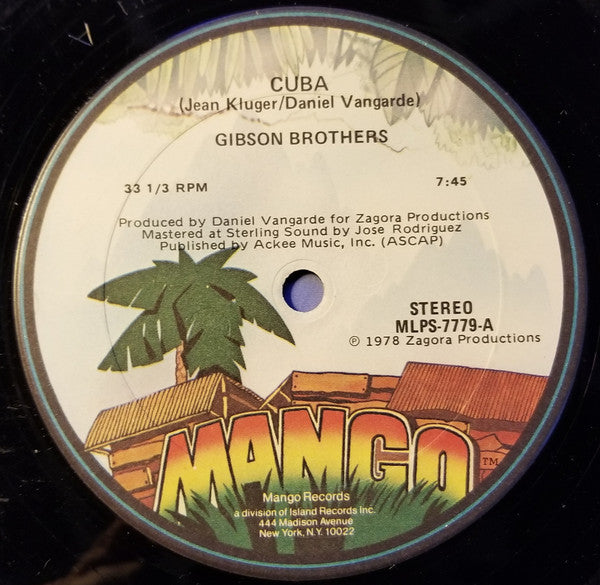 CUBA
(Jean Kluger/Daniel Vangarde)
GIBSON BROTHERS
33 1/3 RPM 7:45
Produced by Daniel Vangarde for Zagora Productions
Mastered at Sterling Sound by Jose Rodriguez
Published by Ackee Music, Inc. (ASCAP)
STEREO
MLPS-7779-A
℗ 1978 Zagora Productions
MANGO TM
Mango Records
a division of Island Records Inc.
444 Madison Avenue
New York, N.Y. 10022